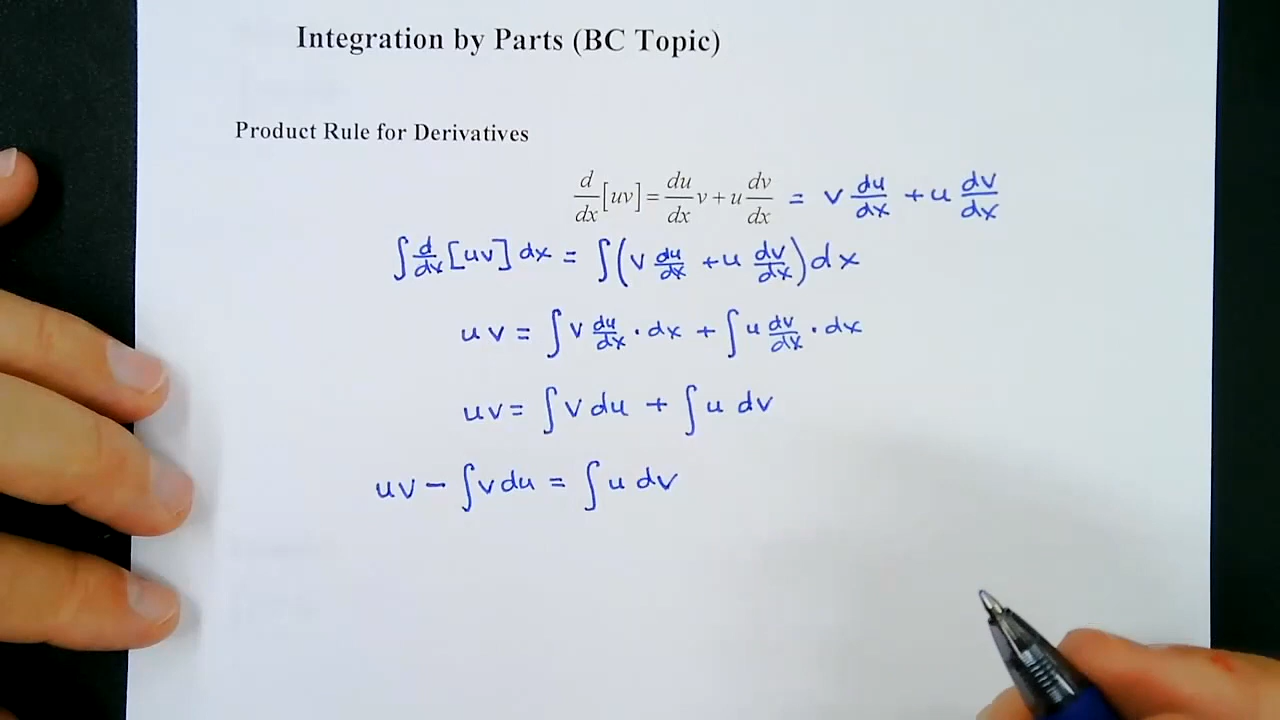 Integration by Parts (BC Topic)
Product Rule for Derivatives
d/dx [uv] = du/dx v + u dv/dx = v du/dx + u dv/dx
∫ d/dx [uv] dx = ∫(v du/dx + u dv/dx) dx
uv = ∫ v du/dx · dx + ∫ u dv/dx · dx
uv = ∫ v du + ∫ u dv
uv − ∫ v du = ∫ u dv